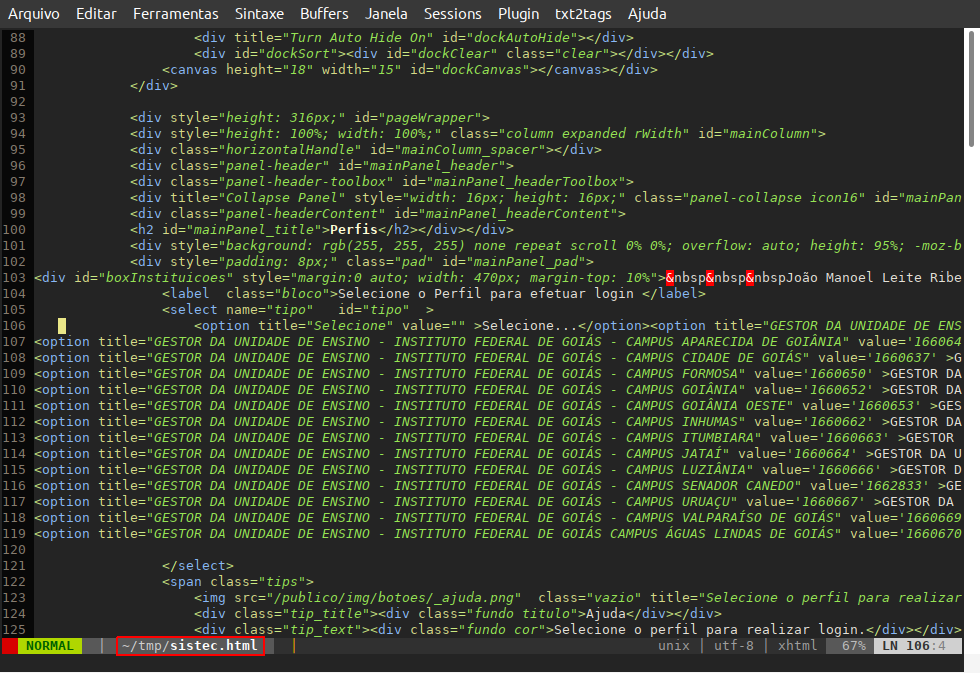 Arquivo Editar Ferramentas Sintaxe Buffers Janela Sessions Plugin txt2tags Ajuda
88 <div title="Turn Auto Hide On" id="dockAutoHide"></div>
89 <div id="dockSort"><div id="dockClear" class="clear"></div></div>
90 <canvas height="18" width="15" id="dockCanvas"></canvas></div>
91 </div>
92
93 <div style="height: 316px;" id="pageWrapper">
94 <div style="height: 100%; width: 100%;" class="column expanded rWidth" id="mainColumn">
95 <div class="horizontalHandle" id="mainColumn_spacer"></div>
96 <div class="panel-header" id="mainPanel_header">
97 <div class="panel-header-toolbox" id="mainPanel_headerToolbox">
98 <div title="Collapse Panel" style="width: 16px; height: 16px;" class="panel-collapse icon16" id="mainPan
99 <div class="panel-headerContent" id="mainPanel_headerContent">
100 <h2 id="mainPanel_title">Perfis</h2></div></div>
101 <div style="background: rgb(255, 255, 255) none repeat scroll 0% 0%; overflow: auto; height: 95%; -moz-b
102 <div style="padding: 8px;" class="pad" id="mainPanel_pad">
103 <div id="boxInstituicoes" style="margin:0 auto; width: 470px; margin-top: 10%">&nbsp&nbsp&nbspJoão Manoel Leite Ribe
104 <label  class="bloco">Selecione o Perfil para efetuar login </label>
105 <select name="tipo"   id="tipo"  >
106 <option title="Selecione" value="" >Selecione...</option><option title="GESTOR DA UNIDADE DE ENS
107 <option title="GESTOR DA UNIDADE DE ENSINO - INSTITUTO FEDERAL DE GOIÁS - CAMPUS APARECIDA DE GOIÂNIA" value='166064
108 <option title="GESTOR DA UNIDADE DE ENSINO - INSTITUTO FEDERAL DE GOIÁS - CAMPUS CIDADE DE GOIÁS" value='1660637' >G
109 <option title="GESTOR DA UNIDADE DE ENSINO - INSTITUTO FEDERAL DE GOIÁS - CAMPUS FORMOSA" value='1660650' >GESTOR DA
110 <option title="GESTOR DA UNIDADE DE ENSINO - INSTITUTO FEDERAL DE GOIÁS - CAMPUS GOIÂNIA" value='1660652' >GESTOR DA
111 <option title="GESTOR DA UNIDADE DE ENSINO - INSTITUTO FEDERAL DE GOIÁS - CAMPUS GOIÂNIA OESTE" value='1660653' >GES
112 <option title="GESTOR DA UNIDADE DE ENSINO - INSTITUTO FEDERAL DE GOIÁS - CAMPUS INHUMAS" value='1660662' >GESTOR DA
113 <option title="GESTOR DA UNIDADE DE ENSINO - INSTITUTO FEDERAL DE GOIÁS - CAMPUS ITUMBIARA" value='1660663' >GESTOR
114 <option title="GESTOR DA UNIDADE DE ENSINO - INSTITUTO FEDERAL DE GOIÁS - CAMPUS JATAÍ" value='1660664' >GESTOR DA U
115 <option title="GESTOR DA UNIDADE DE ENSINO - INSTITUTO FEDERAL DE GOIÁS - CAMPUS LUZIÂNIA" value='1660666' >GESTOR D
116 <option title="GESTOR DA UNIDADE DE ENSINO - INSTITUTO FEDERAL DE GOIÁS - CAMPUS SENADOR CANEDO" value='1662833' >GE
117 <option title="GESTOR DA UNIDADE DE ENSINO - INSTITUTO FEDERAL DE GOIÁS - CAMPUS URUAÇU" value='1660667' >GESTOR DA
118 <option title="GESTOR DA UNIDADE DE ENSINO - INSTITUTO FEDERAL DE GOIÁS - CAMPUS VALPARAÍSO DE GOIÁS" value='1660669
119 <option title="GESTOR DA UNIDADE DE ENSINO - INSTITUTO FEDERAL DE GOIÁS CAMPUS ÁGUAS LINDAS DE GOIÁS" value='1660670
120
121 </select>
122 <span class="tips">
123 <img src="/publico/img/botoes/_ajuda.png"  class="vazio" title="Selecione o perfil para realizar
124 <div class="tip_title"><div class="fundo titulo">Ajuda</div></div>
125 <div class="tip_text"><div class="fundo cor">Selecione o perfil para realizar login.</div></div>
NORMAL | ~/tmp/sistec.html | unix | utf-8 | xhtml 67% LN 106:4